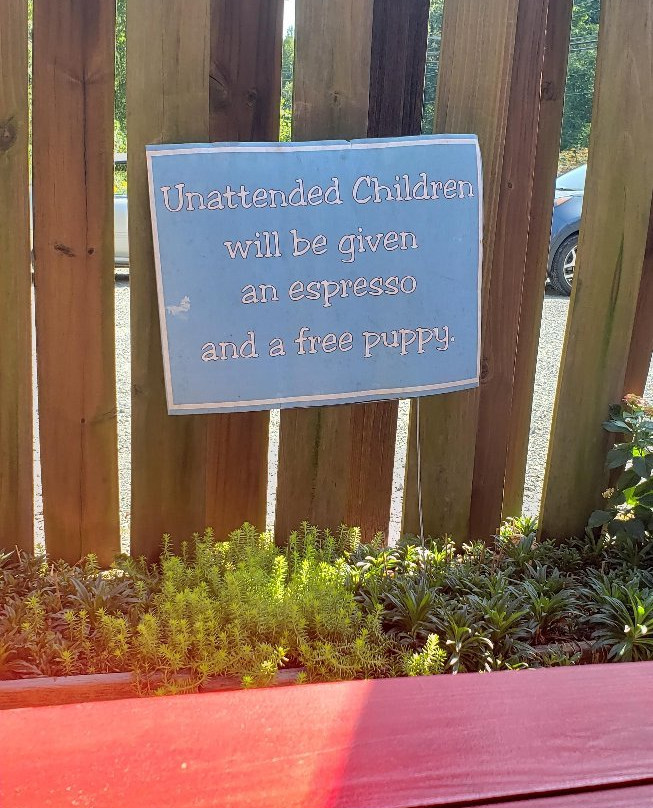 Unattended Children
will be given
an espresso
and a free puppy.